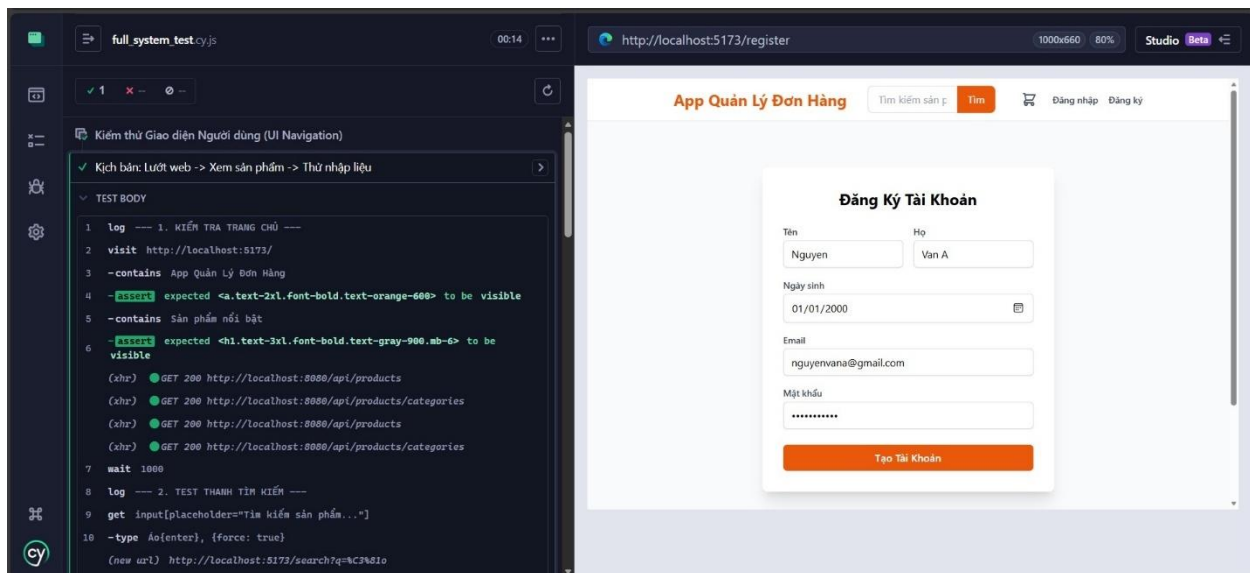 full_system_test.cy.js
00:14
✓ 1 × -- ⊘ --
Kiểm thử Giao diện Người dùng (UI Navigation)
Kịch bản: Lướt web -> Xem sản phẩm -> Thử nhập liệu
TEST BODY
1 log --- 1. KIỂM TRA TRANG CHỦ ---
2 visit http://localhost:5173/
3 -contains App Quản Lý Đơn Hàng
4 -assert expected <a.text-2xl.font-bold.text-orange-600> to be visible
5 -contains Sản phẩm nổi bật
6 -assert expected <h1.text-3xl.font-bold.text-gray-900.mb-6> to be
visible
(xhr) GET 200 http://localhost:8080/api/products
(xhr) GET 200 http://localhost:8080/api/products/categories
(xhr) GET 200 http://localhost:8080/api/products
(xhr) GET 200 http://localhost:8080/api/products/categories
7 wait 1000
8 log --- 2. TEST THANH TÌM KIẾM ---
9 get input[placeholder="Tìm kiếm sản phẩm..."]
10 -type Áo{enter}, {force: true}
(new url) http://localhost:5173/search?q=%C3%81o
cy
http://localhost:5173/register
1000x660 80%
Studio Beta
App Quản Lý Đơn Hàng
Tìm kiếm sản p
Tìm
Đăng nhập Đăng ký
Đăng Ký Tài Khoản
Tên Họ
Nguyen Van A
Ngày sinh
01/01/2000
Email
nguyenvana@gmail.com
Mật khẩu
•••••••••••
Tạo Tài Khoản